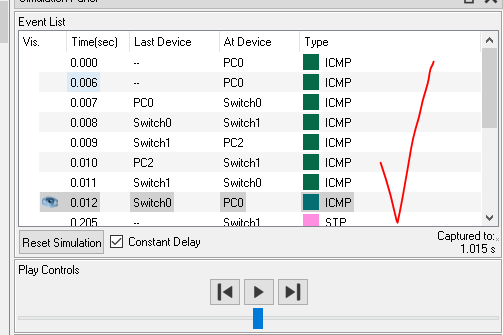 Simulation Panel
Event List
Vis. Time(sec) Last Device At Device Type
0.000 -- PC0 ICMP
0.006 -- PC0 ICMP
0.007 PC0 Switch0 ICMP
0.008 Switch0 Switch1 ICMP
0.009 Switch1 PC2 ICMP
0.010 PC2 Switch1 ICMP
0.011 Switch1 Switch0 ICMP
0.012 Switch0 PC0 ICMP
0.205 -- Switch1 STP
Reset Simulation Constant Delay Captured to:
1.015 s
Play Controls